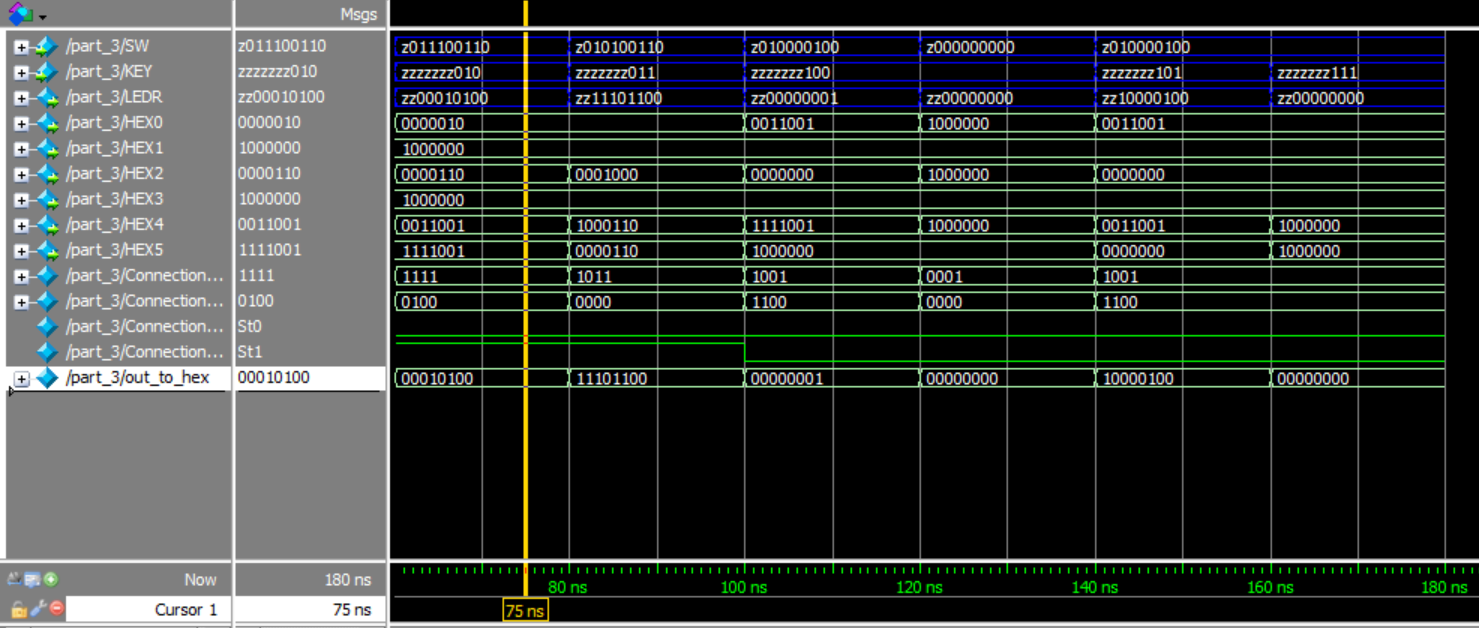 Msgs
/part_3/SW z011100110 z011100110 z010100110 z010000100 z000000000 z010000100
/part_3/KEY zzzzzzz010 zzzzzzz010 zzzzzzz011 zzzzzzz100 zzzzzzz101 zzzzzzz111
/part_3/LEDR zz00010100 zz00010100 zz11101100 zz00000001 zz00000000 zz10000100 zz00000000
/part_3/HEX0 0000010 0000010 0011001 1000000 0011001
/part_3/HEX1 1000000 1000000
/part_3/HEX2 0000110 0000110 0001000 0000000 1000000 0000000
/part_3/HEX3 1000000 1000000
/part_3/HEX4 0011001 0011001 1000110 1111001 1000000 0011001 1000000
/part_3/HEX5 1111001 1111001 0000110 1000000 0000000 1000000
/part_3/Connection... 1111 1111 1011 1001 0001 1001
/part_3/Connection... 0100 0100 0000 1100 0000 1100
/part_3/Connection... St0
/part_3/Connection... St1
/part_3/out_to_hex 00010100 00010100 11101100 00000001 00000000 10000100 00000000
Now 180 ns 80 ns 100 ns 120 ns 140 ns 160 ns 180 ns
Cursor 1 75 ns 75 ns